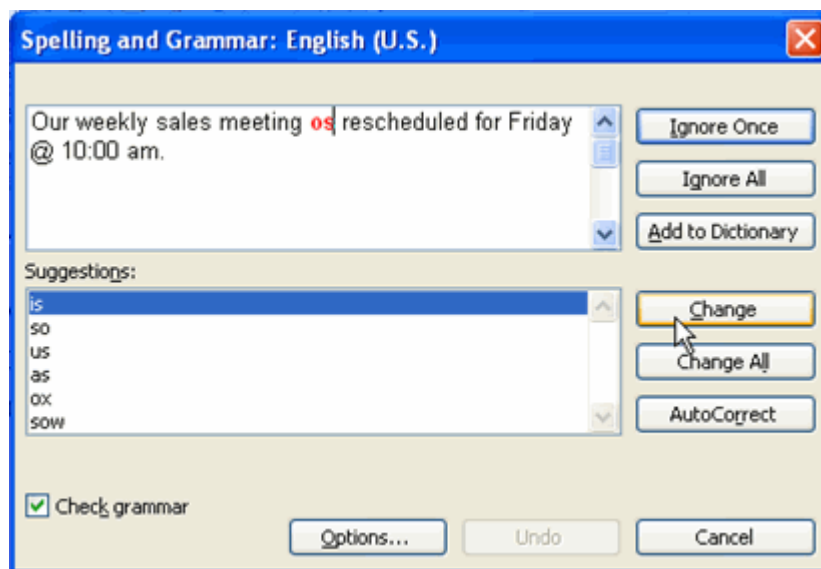 Spelling and Grammar: English (U.S.)
Our weekly sales meeting os rescheduled for Friday
@ 10:00 am.
Ignore Once
Ignore All
Add to Dictionary
Suggestions:
is
so
us
as
ox
sow
Change
Change All
AutoCorrect
Check grammar
Options...
Undo
Cancel